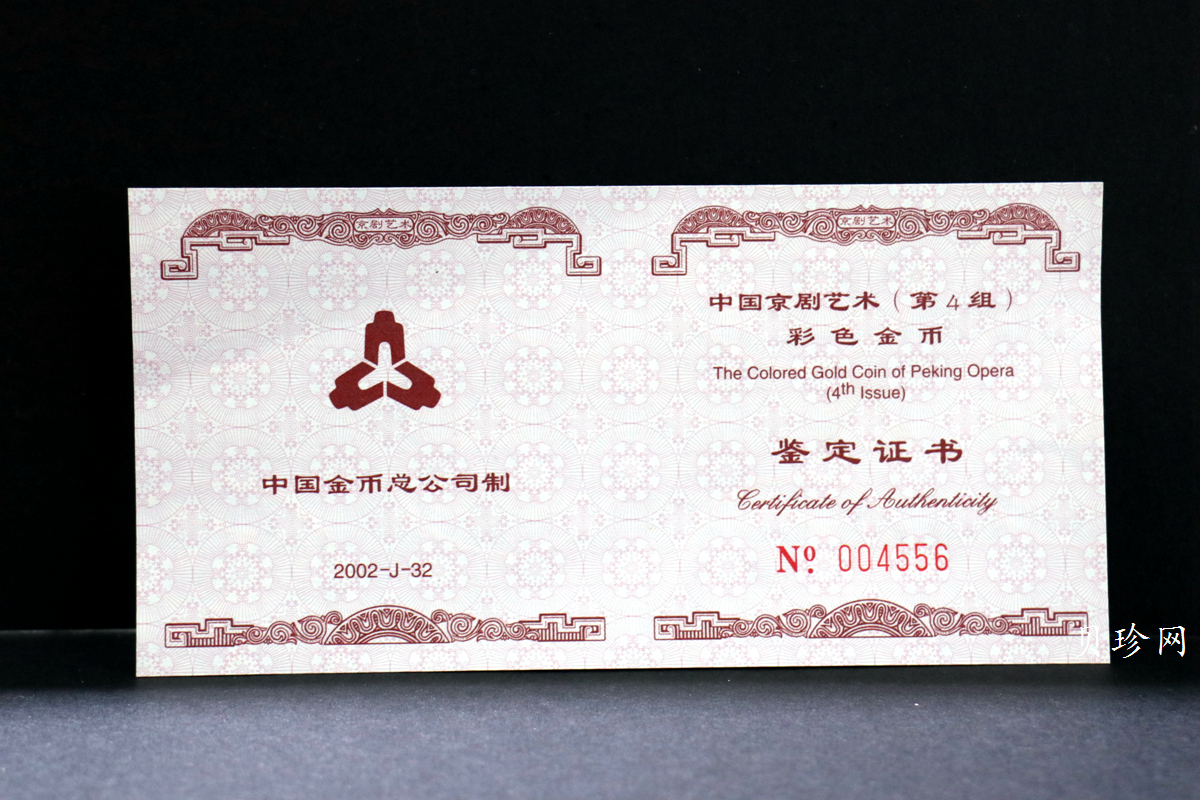 京剧艺术
中国金币总公司制
2002-J-32
京剧艺术
中国京剧艺术（第4组）
彩色金币
The Colored Gold Coin of Peking Opera
(4th Issue)
鉴定证书
Certificate of Authenticity
Nº 004556
珍网